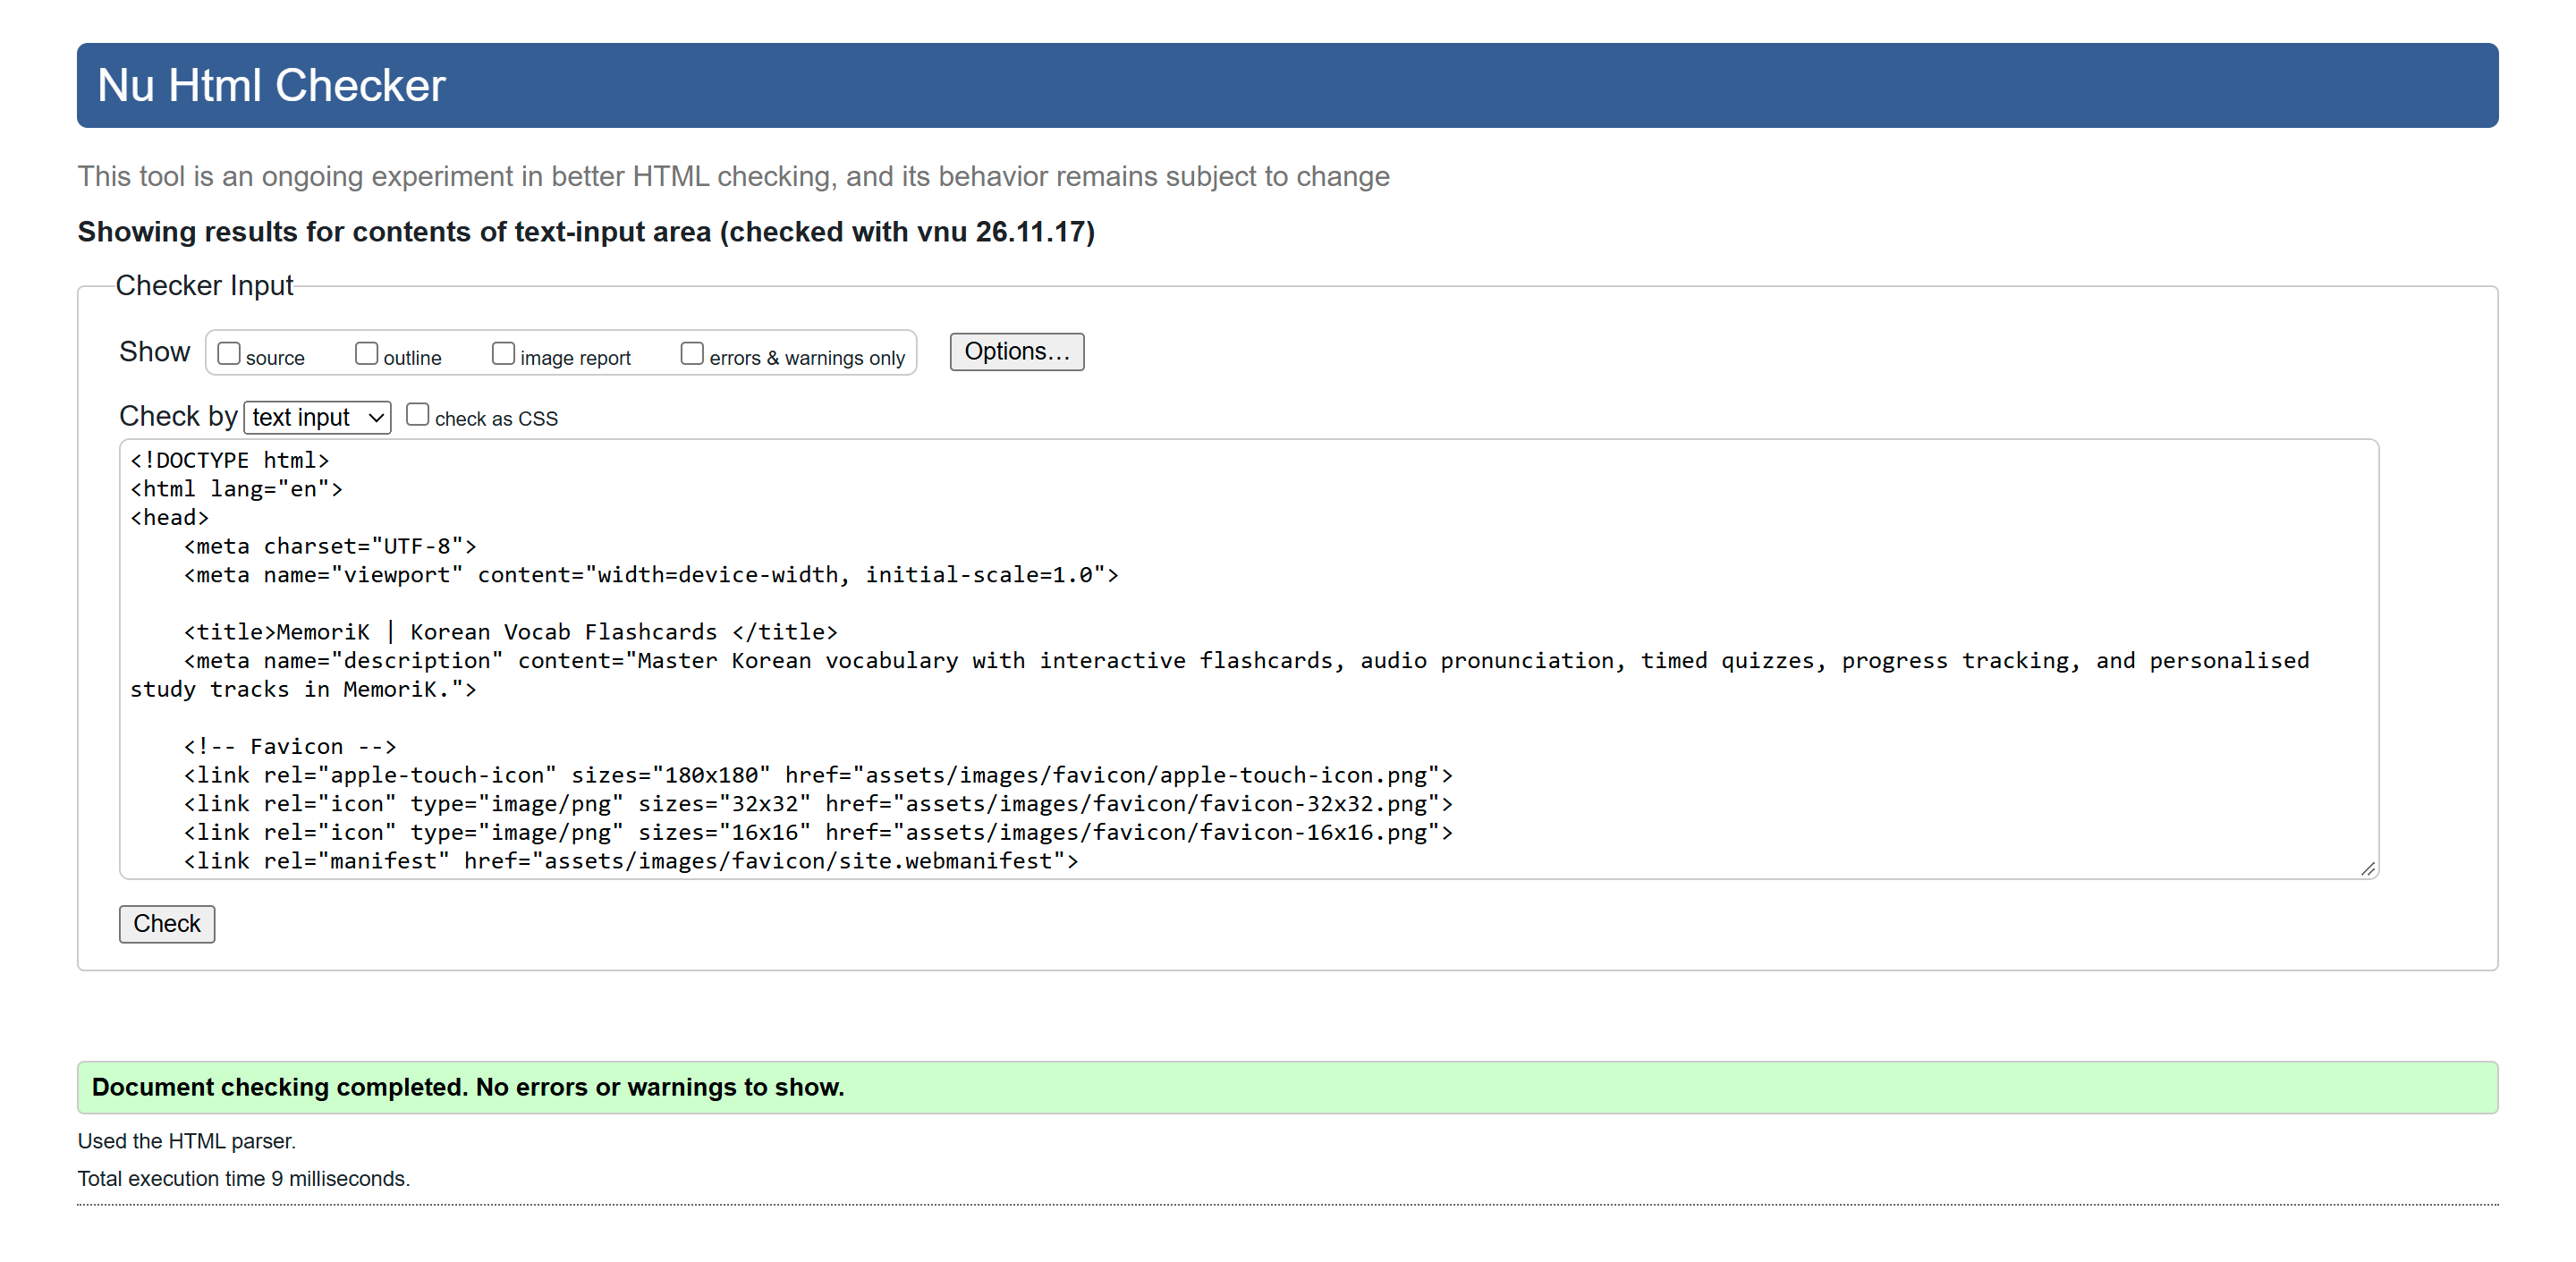 Nu Html Checker
This tool is an ongoing experiment in better HTML checking, and its behavior remains subject to change
Showing results for contents of text-input area (checked with vnu 26.11.17)
Checker Input
Show source outline image report errors & warnings only Options…
Check by text input check as CSS
<!DOCTYPE html>
<html lang="en">
<head>
    <meta charset="UTF-8">
    <meta name="viewport" content="width=device-width, initial-scale=1.0">
    <title>MemoriK | Korean Vocab Flashcards </title>
    <meta name="description" content="Master Korean vocabulary with interactive flashcards, audio pronunciation, timed quizzes, progress tracking, and personalised
study tracks in MemoriK.">
    <!-- Favicon -->
    <link rel="apple-touch-icon" sizes="180x180" href="assets/images/favicon/apple-touch-icon.png">
    <link rel="icon" type="image/png" sizes="32x32" href="assets/images/favicon/favicon-32x32.png">
    <link rel="icon" type="image/png" sizes="16x16" href="assets/images/favicon/favicon-16x16.png">
    <link rel="manifest" href="assets/images/favicon/site.webmanifest">
Check
Document checking completed. No errors or warnings to show.
Used the HTML parser.
Total execution time 9 milliseconds.